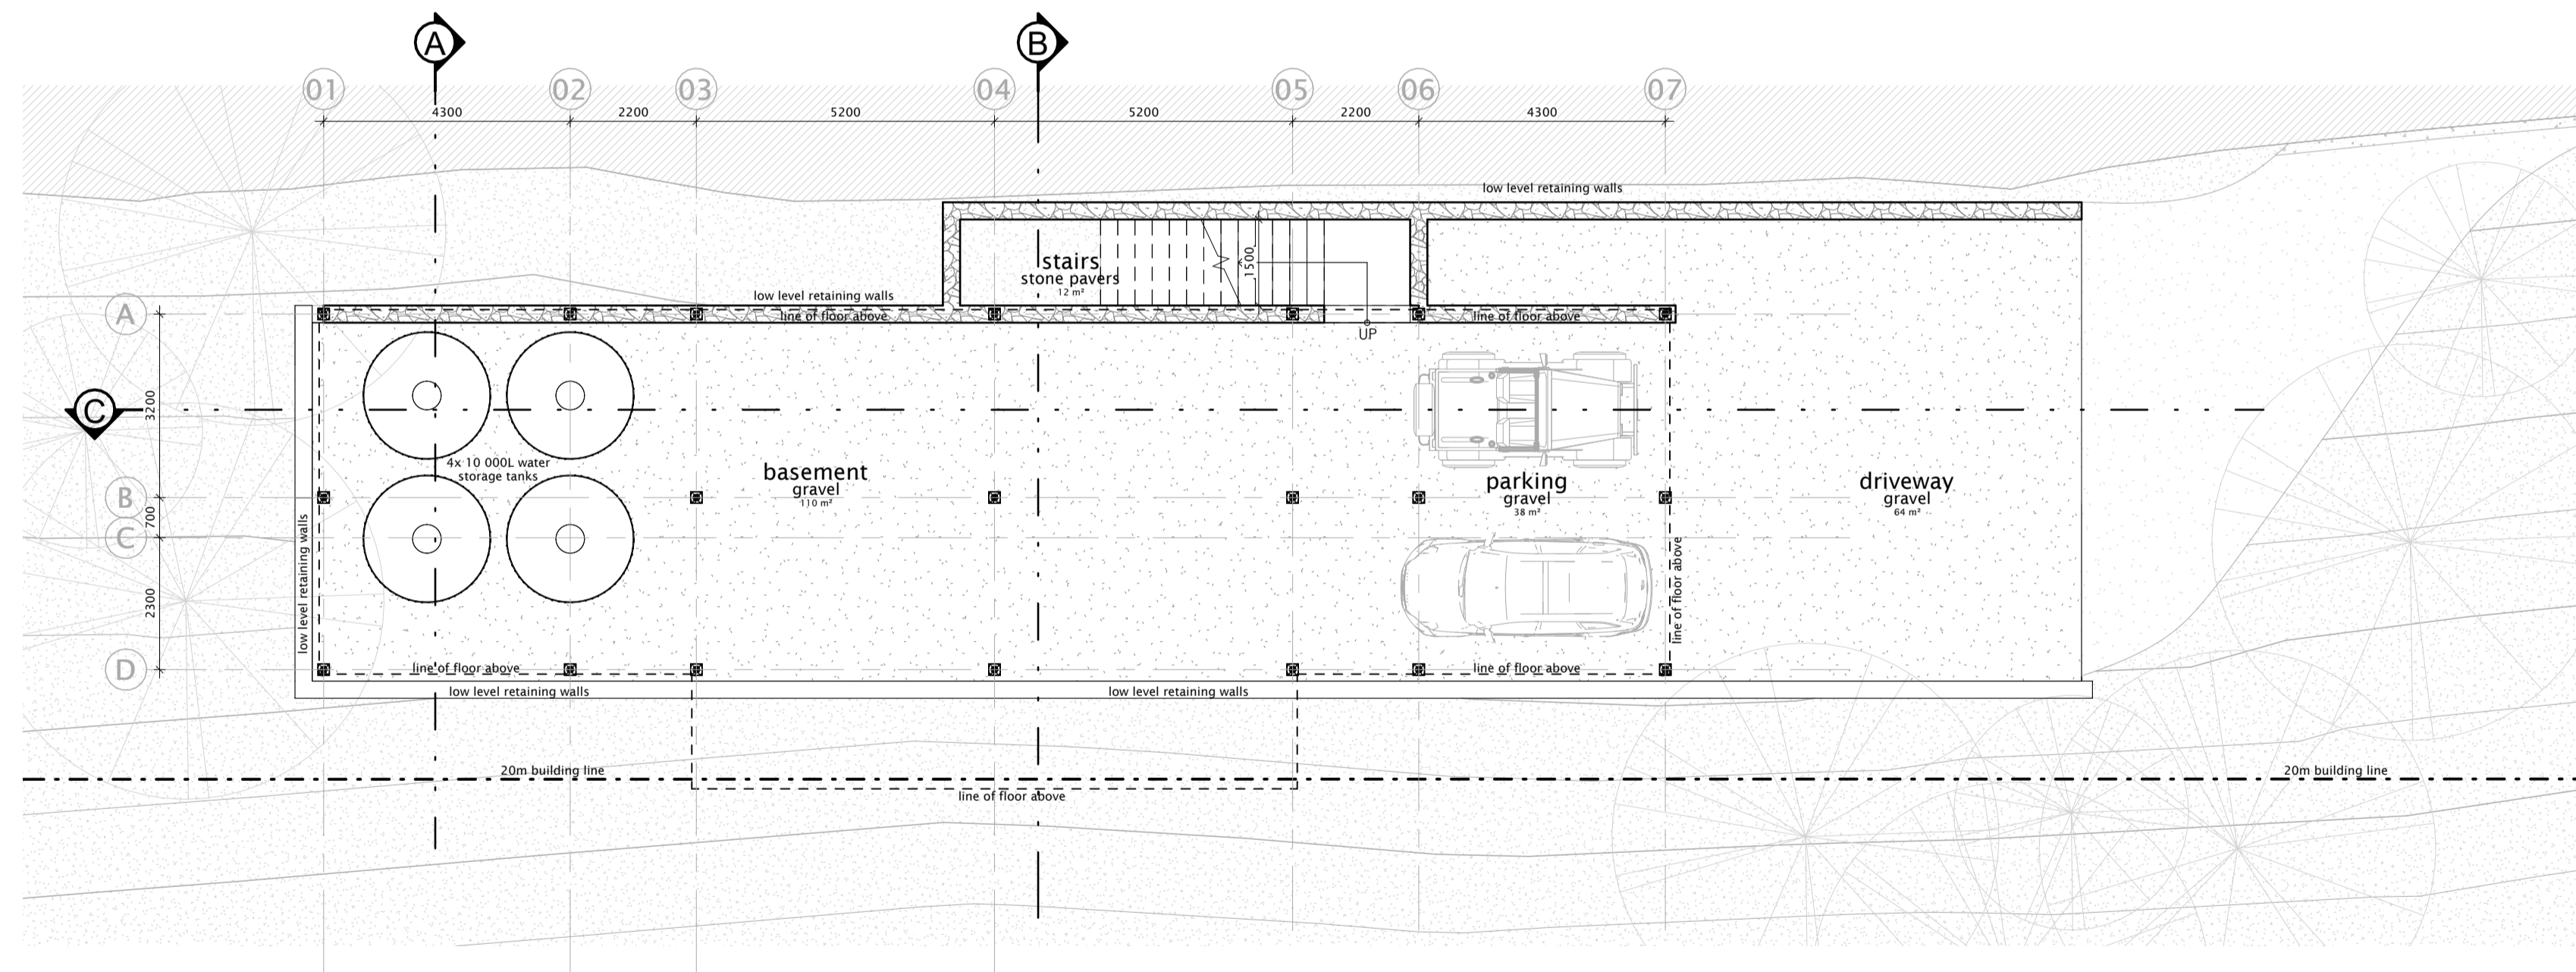 A
B
01
02
03
04
05
06
07
4300
2200
5200
5200
2200
4300
low level retaining walls
stairs
stone pavers
12 m²
1500
low level retaining walls
A
line of floor above
line of floor above
UP
3200
C
4x 10 000L water
storage tanks
basement
gravel
110 m²
parking
gravel
38 m²
driveway
gravel
64 m²
B
700
C
low level retaining walls
line of floor above
2300
D
line of floor above
line of floor above
low level retaining walls
low level retaining walls
20m building line
20m building line
line of floor above